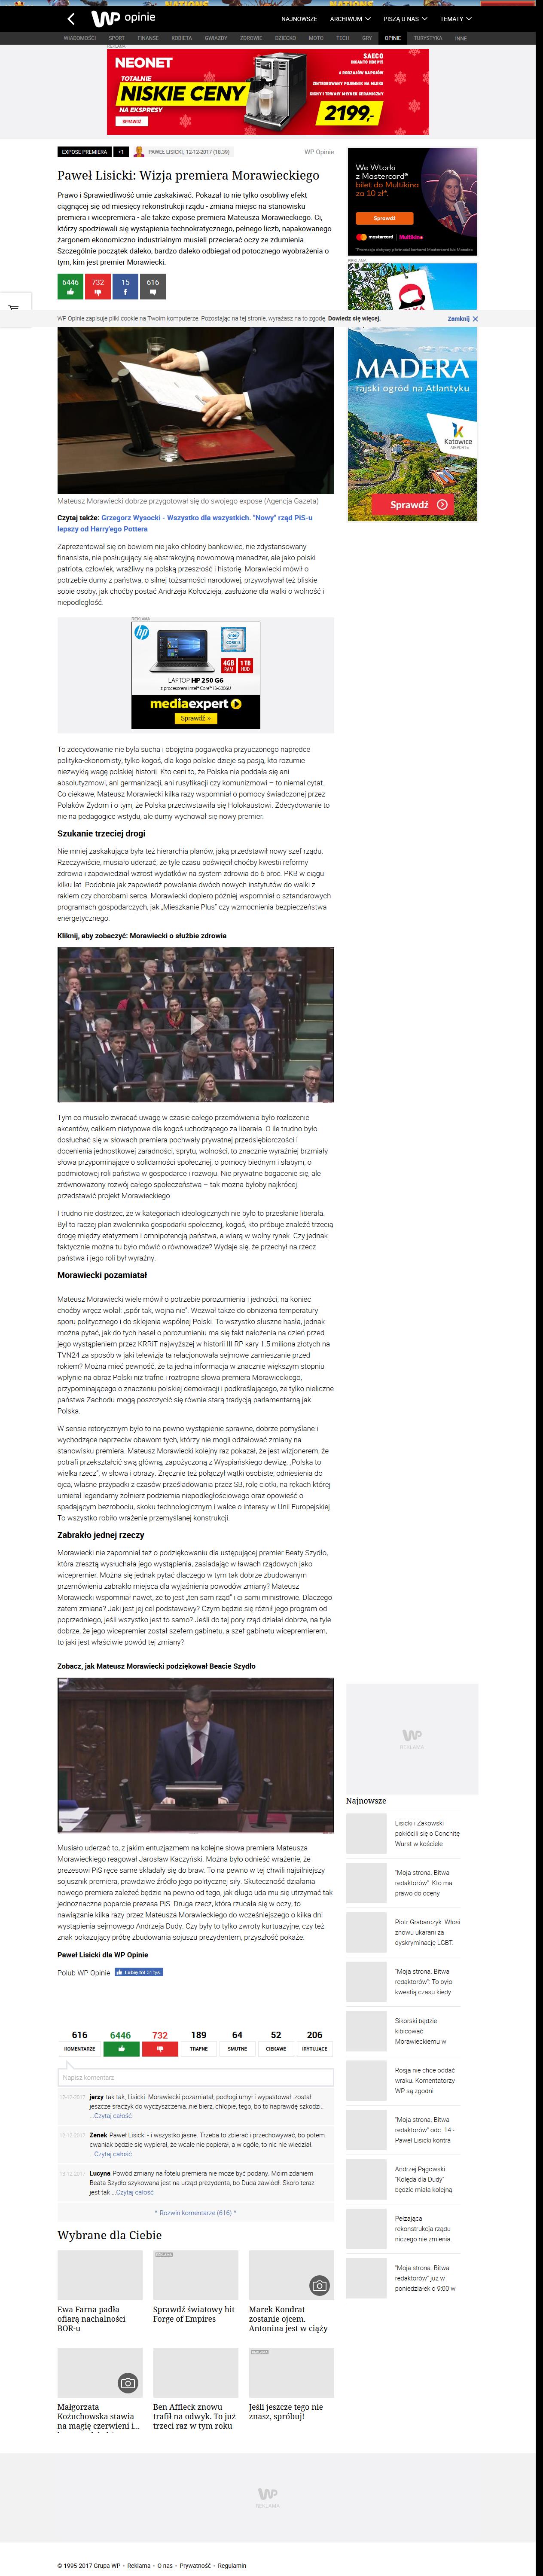 WP opinie
NAJNOWSZE ARCHIWUM PISZĄ U NAS TEMATY
WIADOMOŚCI SPORT FINANSE KOBIETA GWIAZDY ZDROWIE DZIECKO MOTO TECH GRY OPINIE TURYSTYKA INNE
REKLAMA
NEONET
TOTALNIE
NISKIE CENY
SPRAWDŹ
SAECO
2199,-
EXPOSE PREMIERA +1 PAWEŁ LISICKI, 12-12-2017 (18:39) WP Opinie
Paweł Lisicki: Wizja premiera Morawieckiego
Prawo i Sprawiedliwość umie zaskakiwać. Pokazał to nie tylko osobliwy efekt
ciągnącej się od miesięcy rekonstrukcji rządu - zmiana miejsc na stanowisku
premiera i wicepremiera - ale także expose premiera Mateusza Morawieckiego. Ci,
którzy spodziewali się wystąpienia technokratycznego, pełnego liczb, napakowanego
żargonem ekonomiczno-industrialnym musieli przecierać oczy ze zdumienia.
Szczególnie początek daleko, bardzo daleko odbiegał od potocznego wyobrażenia o
tym, kim jest premier Morawiecki.
6446 732 15 616
We Wtorki
z Mastercard®
bilet do Multikina
za 10 zł*.
Sprawdź
mastercard Multikino
REKLAMA
WP Opinie zapisuje pliki cookie na Twoim komputerze. Pozostając na tej stronie, wyrażasz na to zgodę. Dowiedz się więcej. Zamknij
MADERA
rajski ogród na Atlantyku
Katowice
AIRPORT
Sprawdź
Mateusz Morawiecki dobrze przygotował się do swojego expose (Agencja Gazeta)
Czytaj także: Grzegorz Wysocki - Wszystko dla wszystkich. "Nowy" rząd PiS-u
lepszy od Harry'ego Pottera
Zaprezentował się on bowiem nie jako chłodny bankowiec, nie zdystansowany
finansista, nie posługujący się abstrakcyjną nowomową menadżer, ale jako polski
patriota, człowiek, wrażliwy na polską przeszłość i historię. Morawiecki mówił o
potrzebie dumy z państwa, o silnej tożsamości narodowej, przywoływał też bliskie
sobie osoby, jak choćby postać Andrzeja Kołodzieja, zasłużone dla walki o wolność i
niepodległość.
REKLAMA
hp
4GB RAM
1TB HDD
LAPTOP HP 250 G6
z procesorem Intel® Core™ i3-6006U
mediaexpert
Sprawdź »
To zdecydowanie nie była sucha i obojętna pogawędka przyuczonego naprędce
polityka-ekonomisty, tylko kogoś, dla kogo polskie dzieje są pasją, kto rozumie
niezwykłą wagę polskiej historii. Kto ceni to, że Polska nie poddała się ani
absolutyzmowi, ani germanizacji, ani rusyfikacji czy komunizmowi – to niemal cytat.
Co ciekawe, Mateusz Morawiecki kilka razy wspomniał o pomocy świadczonej przez
Polaków Żydom i o tym, że Polska przeciwstawiła się Holokaustowi. Zdecydowanie to
nie na pedagogice wstydu, ale dumy wychował się nowy premier.
Szukanie trzeciej drogi
Nie mniej zaskakująca była też hierarchia planów, jaką przedstawił nowy szef rządu.
Rzeczywiście, musiało uderzać, że tyle czasu poświęcił choćby kwestii reformy
zdrowia i zapowiedział wzrost wydatków na system zdrowia do 6 proc. PKB w ciągu
kilku lat. Podobnie jak zapowiedź powołania dwóch nowych instytutów do walki z
rakiem czy chorobami serca. Morawiecki dopiero później wspomniał o sztandarowych
programach gospodarczych, jak „Mieszkanie Plus” czy wzmocnienia bezpieczeństwa
energetycznego.
Kliknij, aby zobaczyć: Morawiecki o służbie zdrowia
Tym co musiało zwracać uwagę w czasie całego przemówienia było rozłożenie
akcentów, całkiem nietypowe dla kogoś uchodzącego za liberała. O ile trudno było
dosłuchać się w słowach premiera pochwały prywatnej przedsiębiorczości i
docenienia jednostkowej zaradności, sprytu, wolności, to znacznie wyraźniej brzmiały
słowa przypominające o solidarności społecznej, o pomocy biednym i słabym, o
podmiotowej roli państwa w gospodarce i rozwoju. Nie prywatne bogacenie się, ale
zrównoważony rozwój całego społeczeństwa – tak można byłoby najkrócej
przedstawić projekt Morawieckiego.
I trudno nie dostrzec, że w kategoriach ideologicznych nie było to przesłanie liberała.
Był to raczej plan zwolennika gospodarki społecznej, kogoś, kto próbuje znaleźć trzecią
drogę między etatyzmem i omnipotencją państwa, a wiarą w wolny rynek. Czy jednak
faktycznie można tu było mówić o równowadze? Wydaje się, że przechył na rzecz
państwa i jego roli był wyraźny.
Morawiecki pozamiatał
Mateusz Morawiecki wiele mówił o potrzebie porozumienia i jedności, na koniec
choćby wręcz wołał: „spór tak, wojna nie”. Wezwał także do obniżenia temperatury
sporu politycznego i do sklejenia wspólnej Polski. To wszystko słuszne hasła, jednak
można pytać, jak do tych haseł o porozumienia ma się fakt nałożenia na dzień przed
jego wystąpieniem przez KRRiT najwyższej w historii III RP kary 1.5 miliona złotych na
TVN24 za sposób w jaki telewizja ta relacjonowała sejmowe zamieszanie przed
rokiem? Można mieć pewność, że ta jedna informacja w znacznie większym stopniu
wpłynie na obraz Polski niż trafne i roztropne słowa premiera Morawieckiego,
przypominającego o znaczeniu polskiej demokracji i podkreślającego, że tylko nieliczne
państwa Zachodu mogą poszczycić się równie starą tradycją parlamentarną jak
Polska.
W sensie retorycznym było to na pewno wystąpienie sprawne, dobrze pomyślane i
wychodzące naprzeciw obawom tych, którzy nie mogli odżałować zmiany na
stanowisku premiera. Mateusz Morawiecki kolejny raz pokazał, że jest wizjonerem, że
potrafi przekształcić swą główną, zapożyczoną z Wyspiańskiego dewizę, „Polska to
wielka rzecz”, w słowa i obrazy. Zręcznie też połączył wątki osobiste, odniesienia do
ojca, własne przypadki z czasów prześladowania przez SB, rolę ciotki, na rękach której
umierał legendarny żołnierz podziemia niepodległościowego oraz opowieść o
spadającym bezrobociu, skoku technologicznym i walce o interesy w Unii Europejskiej.
To wszystko robiło wrażenie przemyślanej konstrukcji.
Zabrakło jednej rzeczy
Morawiecki nie zapomniał też o podziękowaniu dla ustępującej premier Beaty Szydło,
która zresztą wysłuchała jego wystąpienia, zasiadając w ławach rządowych jako
wicepremier. Można się jednak pytać dlaczego w tym tak dobrze zbudowanym
przemówieniu zabrakło miejsca dla wyjaśnienia powodów zmiany? Mateusz
Morawiecki wspomniał nawet, że to jest „ten sam rząd” i ci sami ministrowie. Dlaczego
zatem zmiana? Jaki jest jej cel podstawowy? Czym będzie się różnił jego program od
poprzedniego, jeśli wszystko jest to samo? Jeśli do tej pory rząd działał dobrze, na tyle
dobrze, że jego wicepremier został szefem gabinetu, a szef gabinetu wicepremierem,
to jaki jest właściwie powód tej zmiany?
Zobacz, jak Mateusz Morawiecki podziękował Beacie Szydło
WP
REKLAMA
Musiało uderzać to, z jakim entuzjazmem na kolejne słowa premiera Mateusza
Morawieckiego reagował Jarosław Kaczyński. Można było odnieść wrażenie, że
prezesowi PiS ręce same składały się do braw. To na pewno w tej chwili najsilniejszy
sojusznik premiera, prawdziwe źródło jego politycznej siły. Skuteczność działania
nowego premiera zależeć będzie na pewno od tego, jak długo uda mu się utrzymać tak
jednoznaczne poparcie prezesa PiS. Druga rzecz, która rzucała się w oczy, to
nawiązanie kilka razy przez Mateusza Morawieckiego do wcześniejszego o kilka dni
wystąpienia sejmowego Andrzeja Dudy. Czy były to tylko zwroty kurtuazyjne, czy też
znak pokazujący próbę zbudowania sojuszu prezydentem, przyszłość pokaże.
Paweł Lisicki dla WP Opinie
Polub WP Opinie Lubię to! 31 tys.
616 6446 732 189 64 52 206
KOMENTARZE TRAFNE SMUTNE CIEKAWE IRYTUJĄCE
Napisz komentarz
12-12-2017 jerzy tak tak, Lisicki..Morawiecki pozamiatał, podłogi umył i wypastował..został
jeszcze sraczyk do wyczyszczenia, nie bierz, chłopie, tego, bo to naprawdę szkodzi..
...Czytaj całość
12-12-2017 Zenek Paweł Lisicki - i wszystko jasne. Trzeba to zbierać i przechowywać, bo potem
cwaniak będzie się wypierał, że wcale nie popierał, a w ogóle, to nic nie wiedział.
...Czytaj całość
13-12-2017 Lucyna Powód zmiany na fotelu premiera nie może być podany. Moim zdaniem
Beata Szydło szykowana jest na urząd prezydenta, bo Duda zawiódł. Skoro teraz
jest tak ...Czytaj całość
Rozwiń komentarze (616)
Wybrane dla Ciebie
Ewa Farna padła
ofiarą nachalności
BOR-u
REKLAMA
Sprawdź światowy hit
Forge of Empires
Marek Kondrat
zostanie ojcem.
Antonina jest w ciąży
Małgorzata
Kożuchowska stawia
na magię czerwieni i...
Ben Affleck znowu
trafił na odwyk. To już
trzeci raz w tym roku
REKLAMA
Jeśli jeszcze tego nie
znasz, spróbuj!
Najnowsze
Lisicki i Żakowski
pokłócili się o Conchitę
Wurst w kościele
"Moja strona. Bitwa
redaktorów". Kto ma
prawo do oceny
Piotr Grabarczyk: Włosi
znowu ukarani za
dyskryminację LGBT.
"Moja strona. Bitwa
redaktorów": To było
kwestią czasu kiedy
Sikorski będzie
kibicować
Morawieckiemu w
Rosja nie chce oddać
wraku. Komentatorzy
WP są zgodni
"Moja strona. Bitwa
redaktorów" odc. 14 -
Paweł Lisicki kontra
Andrzej Pągowski:
"Kolęda dla Dudy"
będzie miała kolejną
Pełzająca
rekonstrukcja rządu
niczego nie zmienia.
"Moja strona. Bitwa
redaktorów" już w
poniedziałek o 9:00 w
WP
REKLAMA
© 1995-2017 Grupa WP • Reklama • O nas • Prywatność • Regulamin